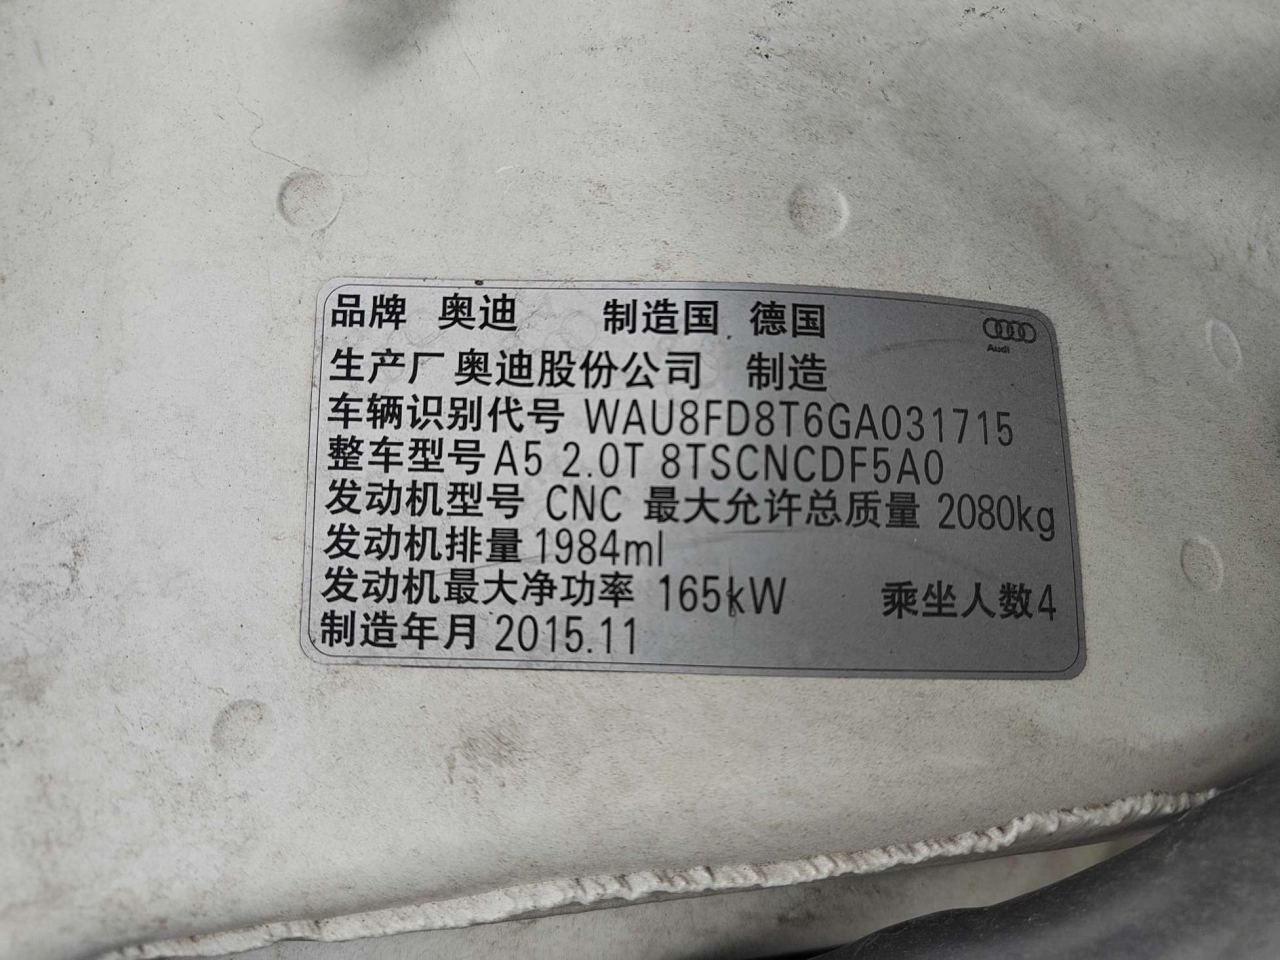 品牌 奥迪 制造国 德国
Audi
生产厂 奥迪股份公司 制造
车辆识别代号 WAU8FD8T6GA031715
整车型号 A5 2.0T 8TSCNCDF5A0
发动机型号 CNC 最大允许总质量 2080kg
发动机排量 1984ml
发动机最大净功率 165kW 乘坐人数4
制造年月 2015.11